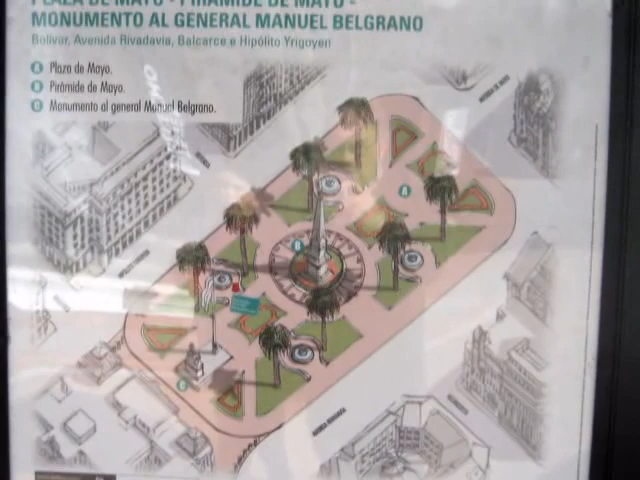 PLAZA DE MAYO - PIRÁMIDE DE MAYO -
MONUMENTO AL GENERAL MANUEL BELGRANO
Bolívar, Avenida Rivadavia, Balcarce e Hipólito Yrigoyen
A Plaza de Mayo.
B Pirámide de Mayo.
C Monumento al general Manuel Belgrano.
A
B
C